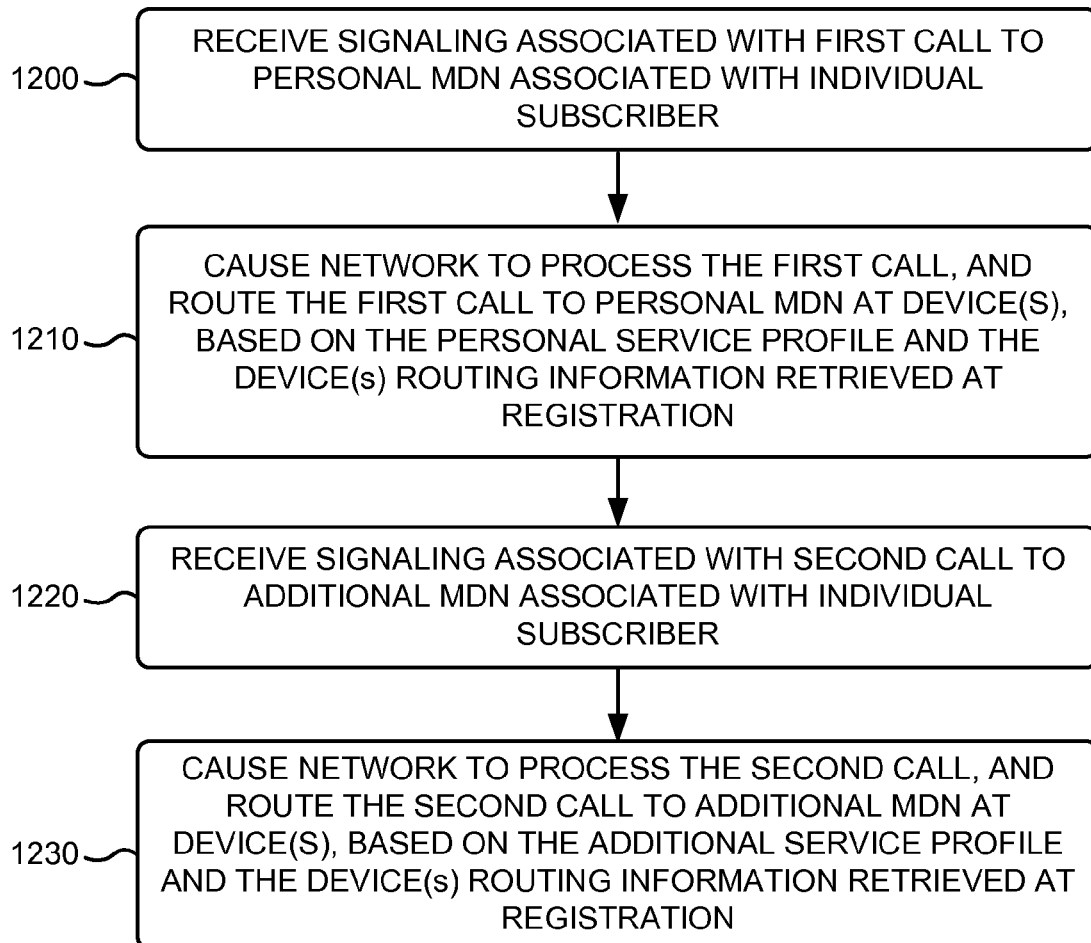 RECEIVE SIGNALING ASSOCIATED WITH FIRST CALL TO
1200
PERSONAL MDN ASSOCIATED WITH INDIVIDUAL
SUBSCRIBER
CAUSE NETWORK TO PROCESS THE FIRST CALL, AND
ROUTE THE FIRST CALL TO PERSONAL MDN AT DEVICE(S),
1210
BASED ON THE PERSONAL SERVICE PROFILE AND THE
DEVICE(s) ROUTING INFORMATION RETRIEVED AT
REGISTRATION
RECEIVE SIGNALING ASSOCIATED WITH SECOND CALL TO
1220
ADDITIONAL MDN ASSOCIATED WITH INDIVIDUAL
SUBSCRIBER
CAUSE NETWORK TO PROCESS THE SECOND CALL, AND
ROUTE THE SECOND CALL TO ADDITIONAL MDN AT
1230
DEVICE(S), BASED ON THE ADDITIONAL SERVICE PROFILE
AND THE DEVICE(s) ROUTING INFORMATION RETRIEVED AT
REGISTRATION